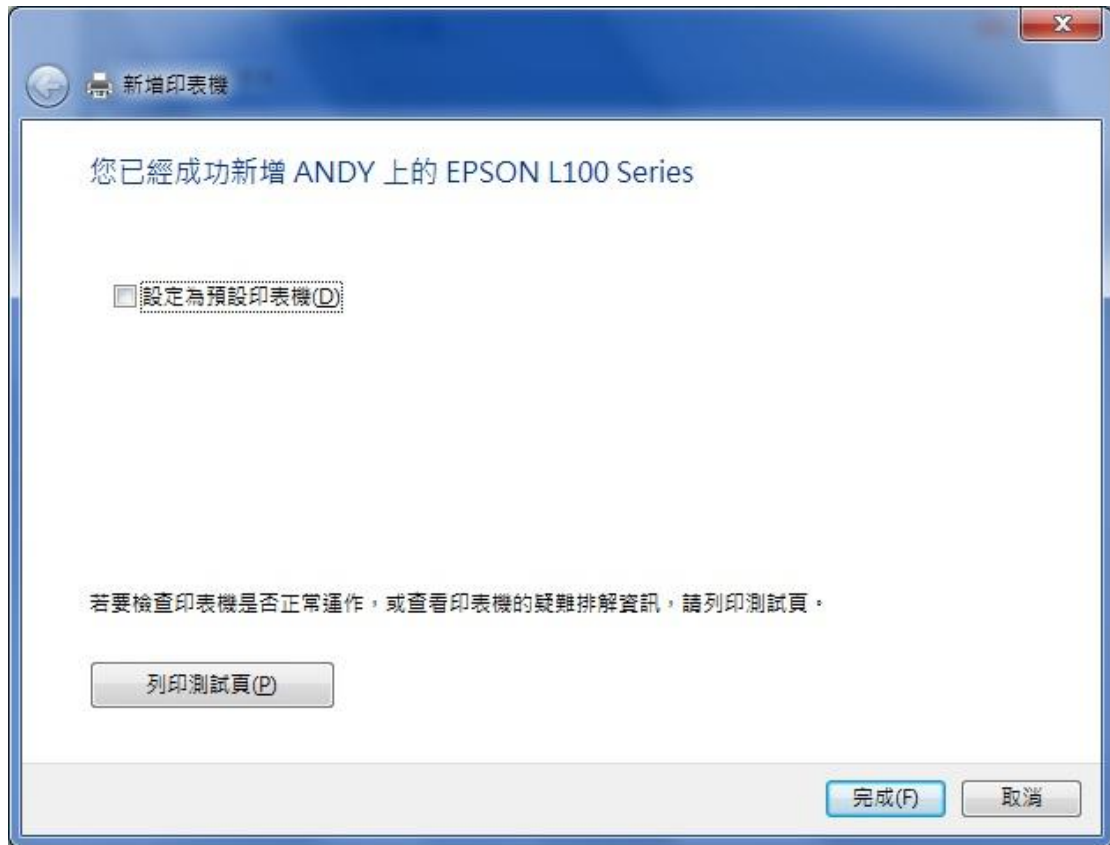 新增印表機
您已經成功新增 ANDY 上的 EPSON L100 Series
設定為預設印表機(D)
若要檢查印表機是否正常運作，或查看印表機的疑難排解資訊，請列印測試頁。
列印測試頁(P)
完成(F) 取消